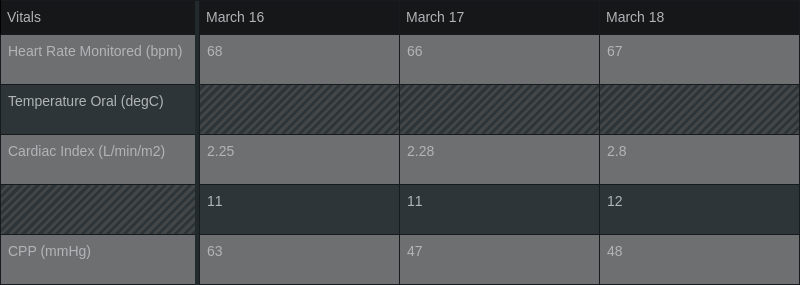 Vitals March 16 March 17 March 18
Heart Rate Monitored (bpm) 68 66 67
Temperature Oral (degC)
Cardiac Index (L/min/m2) 2.25 2.28 2.8
11 11 12
CPP (mmHg) 63 47 48